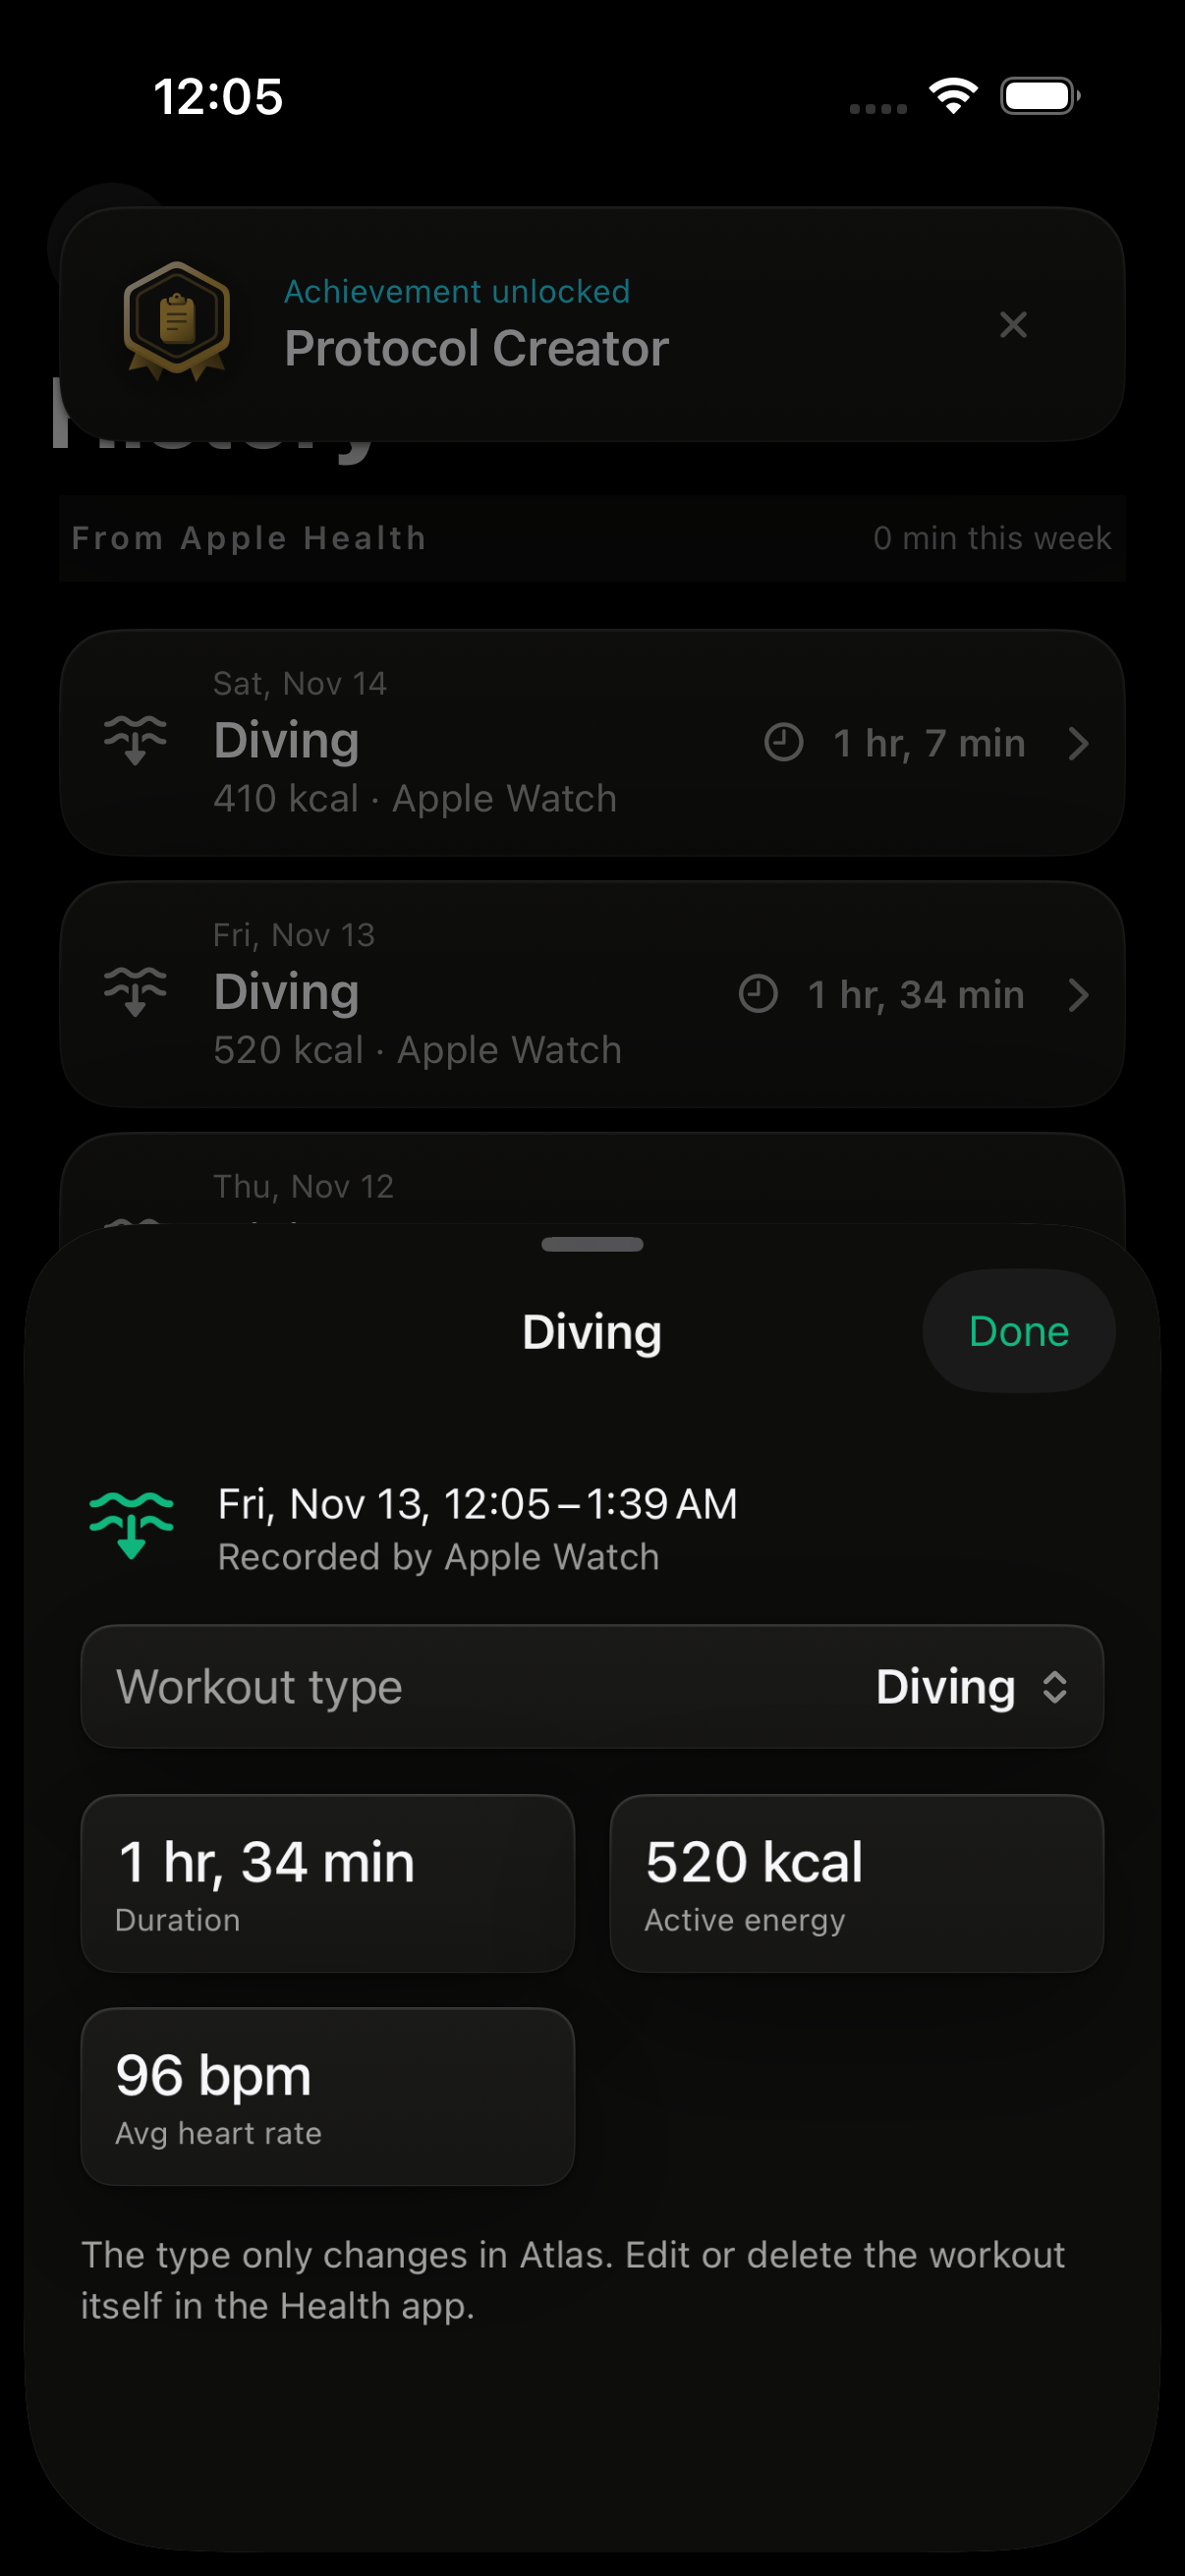 12:05
Achievement unlocked
Protocol Creator
From Apple Health
0 min this week
Sat, Nov 14
Diving
1 hr, 7 min
410 kcal · Apple Watch
Fri, Nov 13
Diving
1 hr, 34 min
520 kcal · Apple Watch
Thu, Nov 12
Diving
Done
Fri, Nov 13, 12:05 – 1:39 AM
Recorded by Apple Watch
Workout type
Diving
1 hr, 34 min
Duration
520 kcal
Active energy
96 bpm
Avg heart rate
The type only changes in Atlas. Edit or delete the workout
itself in the Health app.